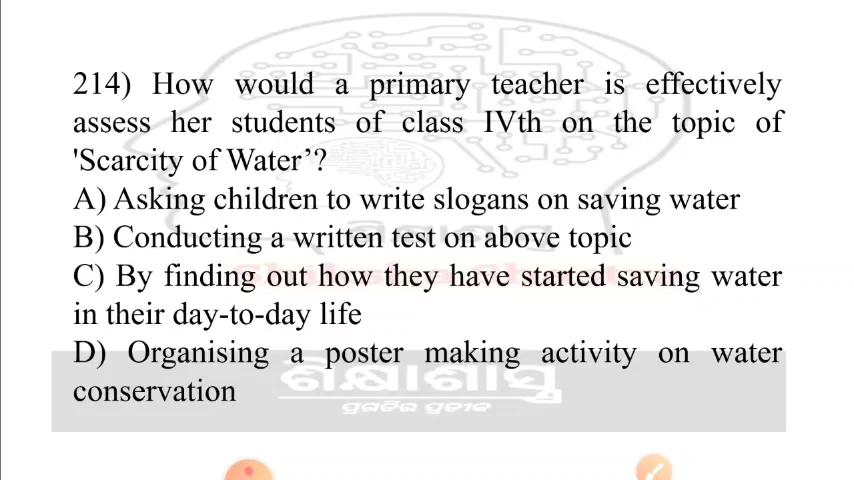 214) How would a primary teacher is effectively
assess her students of class IVth on the topic of
'Scarcity of Water’?
A) Asking children to write slogans on saving water
B) Conducting a written test on above topic
C) By finding out how they have started saving water
in their day-to-day life
D) Organising a poster making activity on water
conservation
ଶିକ୍ଷାଶାସ୍ତ୍ର
ପ୍ରଗତିର ପ୍ରତୀକ